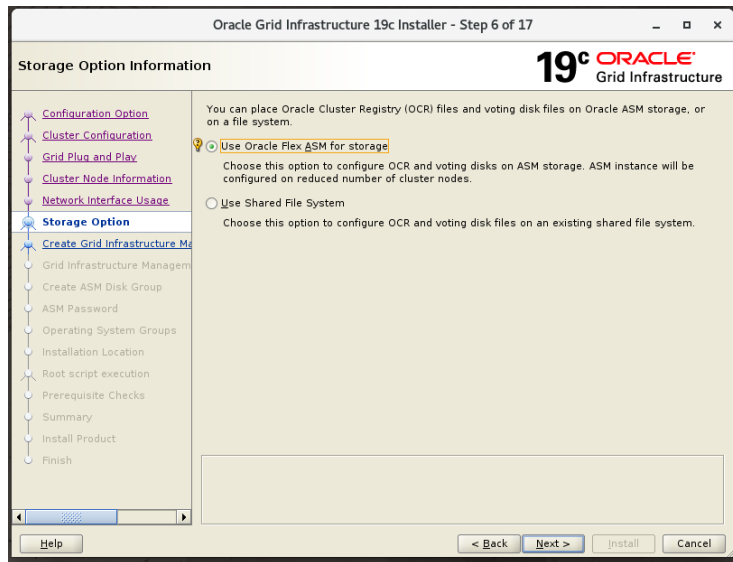 Oracle Grid Infrastructure 19c Installer - Step 6 of 17
Storage Option Information
19c ORACLE
Grid Infrastructure
Configuration Option
Cluster Configuration
Grid Plug and Play
Cluster Node Information
Network Interface Usage
Storage Option
Create Grid Infrastructure Ma
Grid Infrastructure Managem
Create ASM Disk Group
ASM Password
Operating System Groups
Installation Location
Root script execution
Prerequisite Checks
Summary
Install Product
Finish
You can place Oracle Cluster Registry (OCR) files and voting disk files on Oracle ASM storage, or
on a file system.
Use Oracle Flex ASM for storage
Choose this option to configure OCR and voting disks on ASM storage. ASM instance will be
configured on reduced number of cluster nodes.
Use Shared File System
Choose this option to configure OCR and voting disk files on an existing shared file system.
Help
< Back
Next >
Install
Cancel